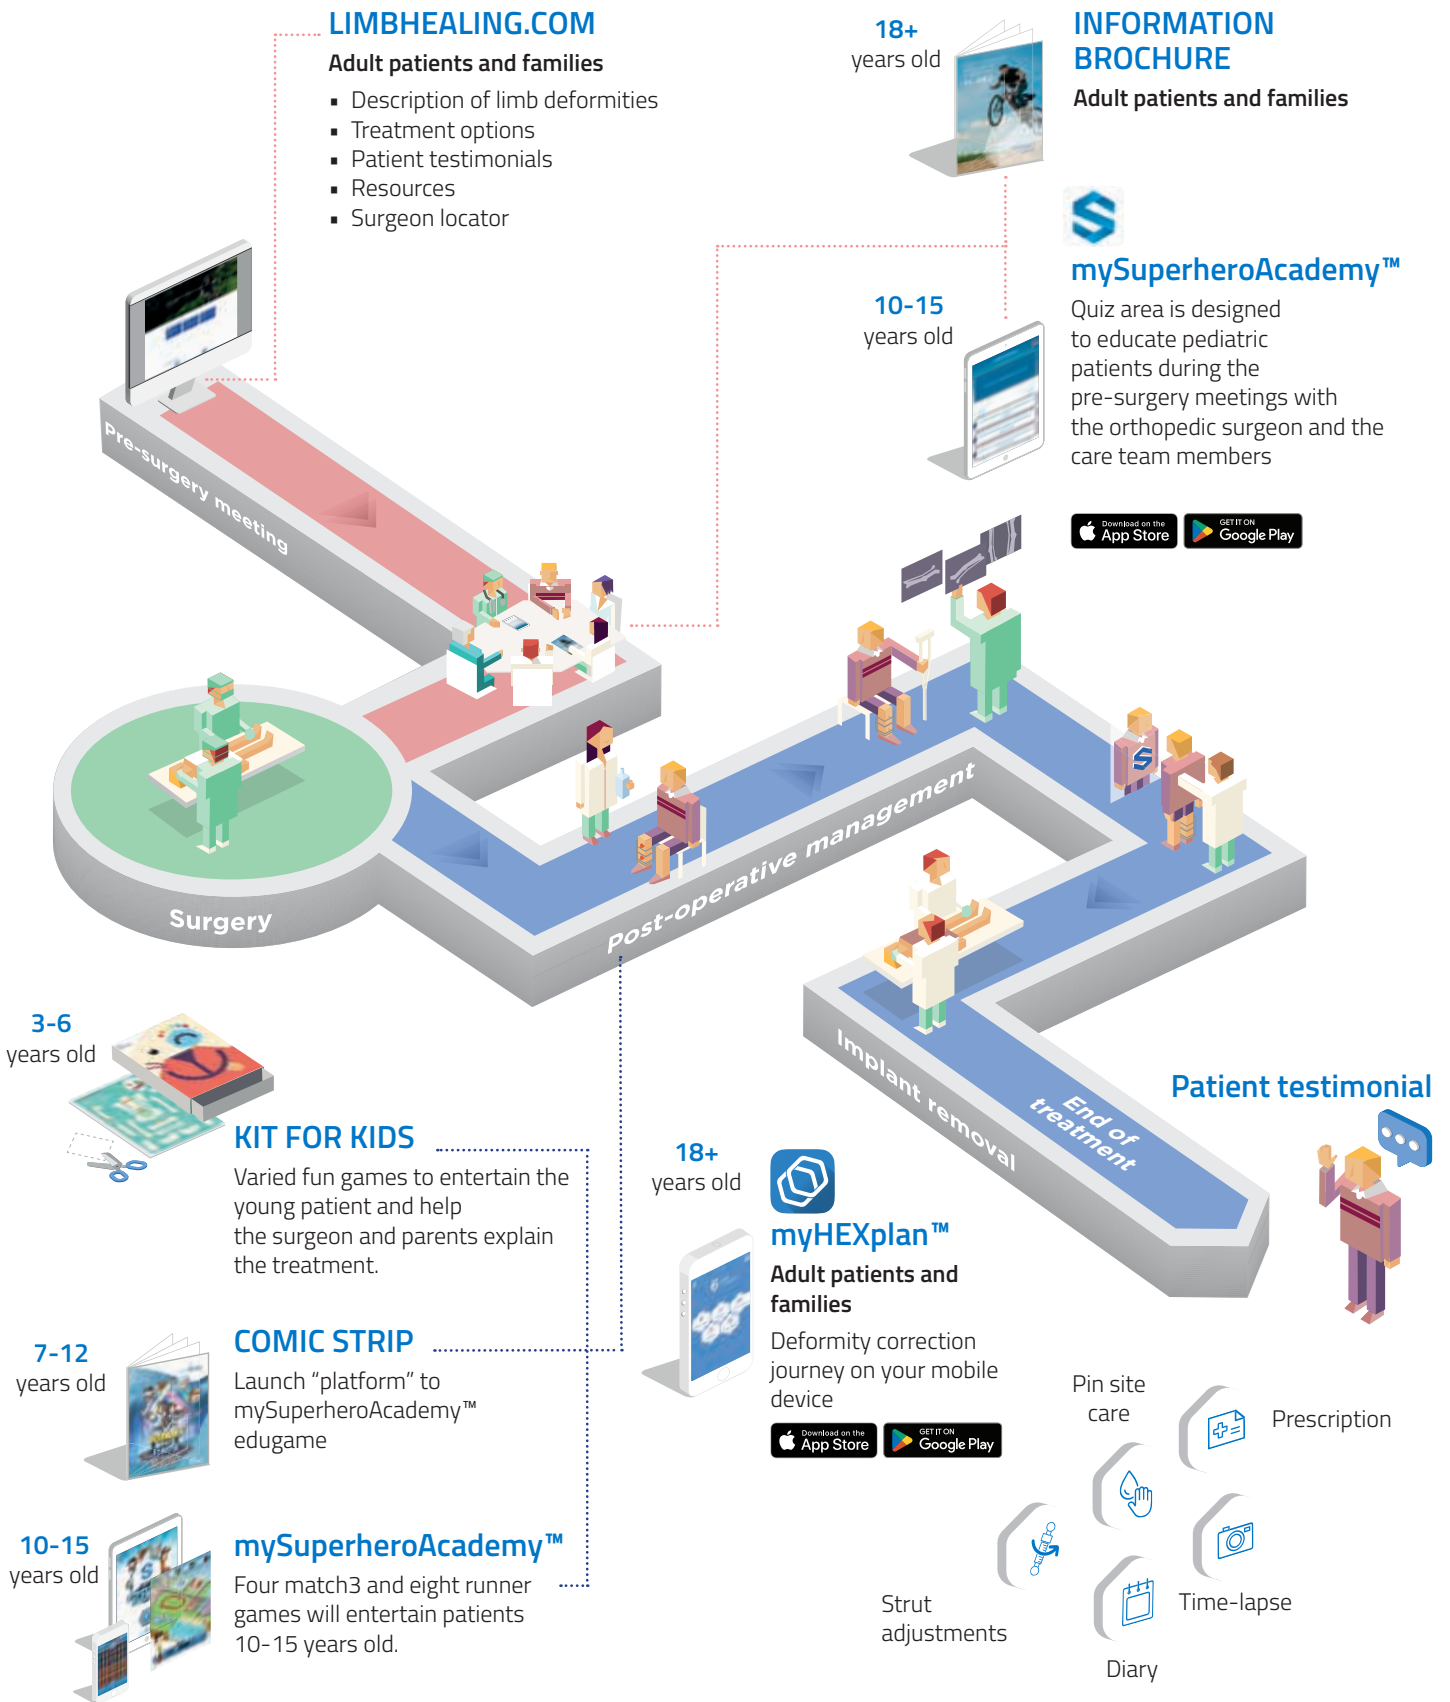 LIMBHEALING.COM
Adult patients and families
▪ Description of limb deformities
▪ Treatment options
▪ Patient testimonials
▪ Resources
▪ Surgeon locator
18+
years old
INFORMATION
BROCHURE
Adult patients and families
10-15
years old
mySuperheroAcademy™
Quiz area is designed
to educate pediatric
patients during the
pre-surgery meetings with
the orthopedic surgeon and the
care team members
Download on the
App Store
GET IT ON
Google Play
Pre-surgery meeting
Surgery
Post-operative management
Implant removal
End of
treatment
3-6
years old
KIT FOR KIDS
Varied fun games to entertain the
young patient and help
the surgeon and parents explain
the treatment.
7-12
years old
COMIC STRIP
Launch “platform” to
mySuperheroAcademy™
edugame
10-15
years old
mySuperheroAcademy™
Four match3 and eight runner
games will entertain patients
10-15 years old.
18+
years old
myHEXplan™
Adult patients and
families
Deformity correction
journey on your mobile
device
Download on the
App Store
GET IT ON
Google Play
Patient testimonial
Pin site
care
Prescription
Strut
adjustments
Time-lapse
Diary